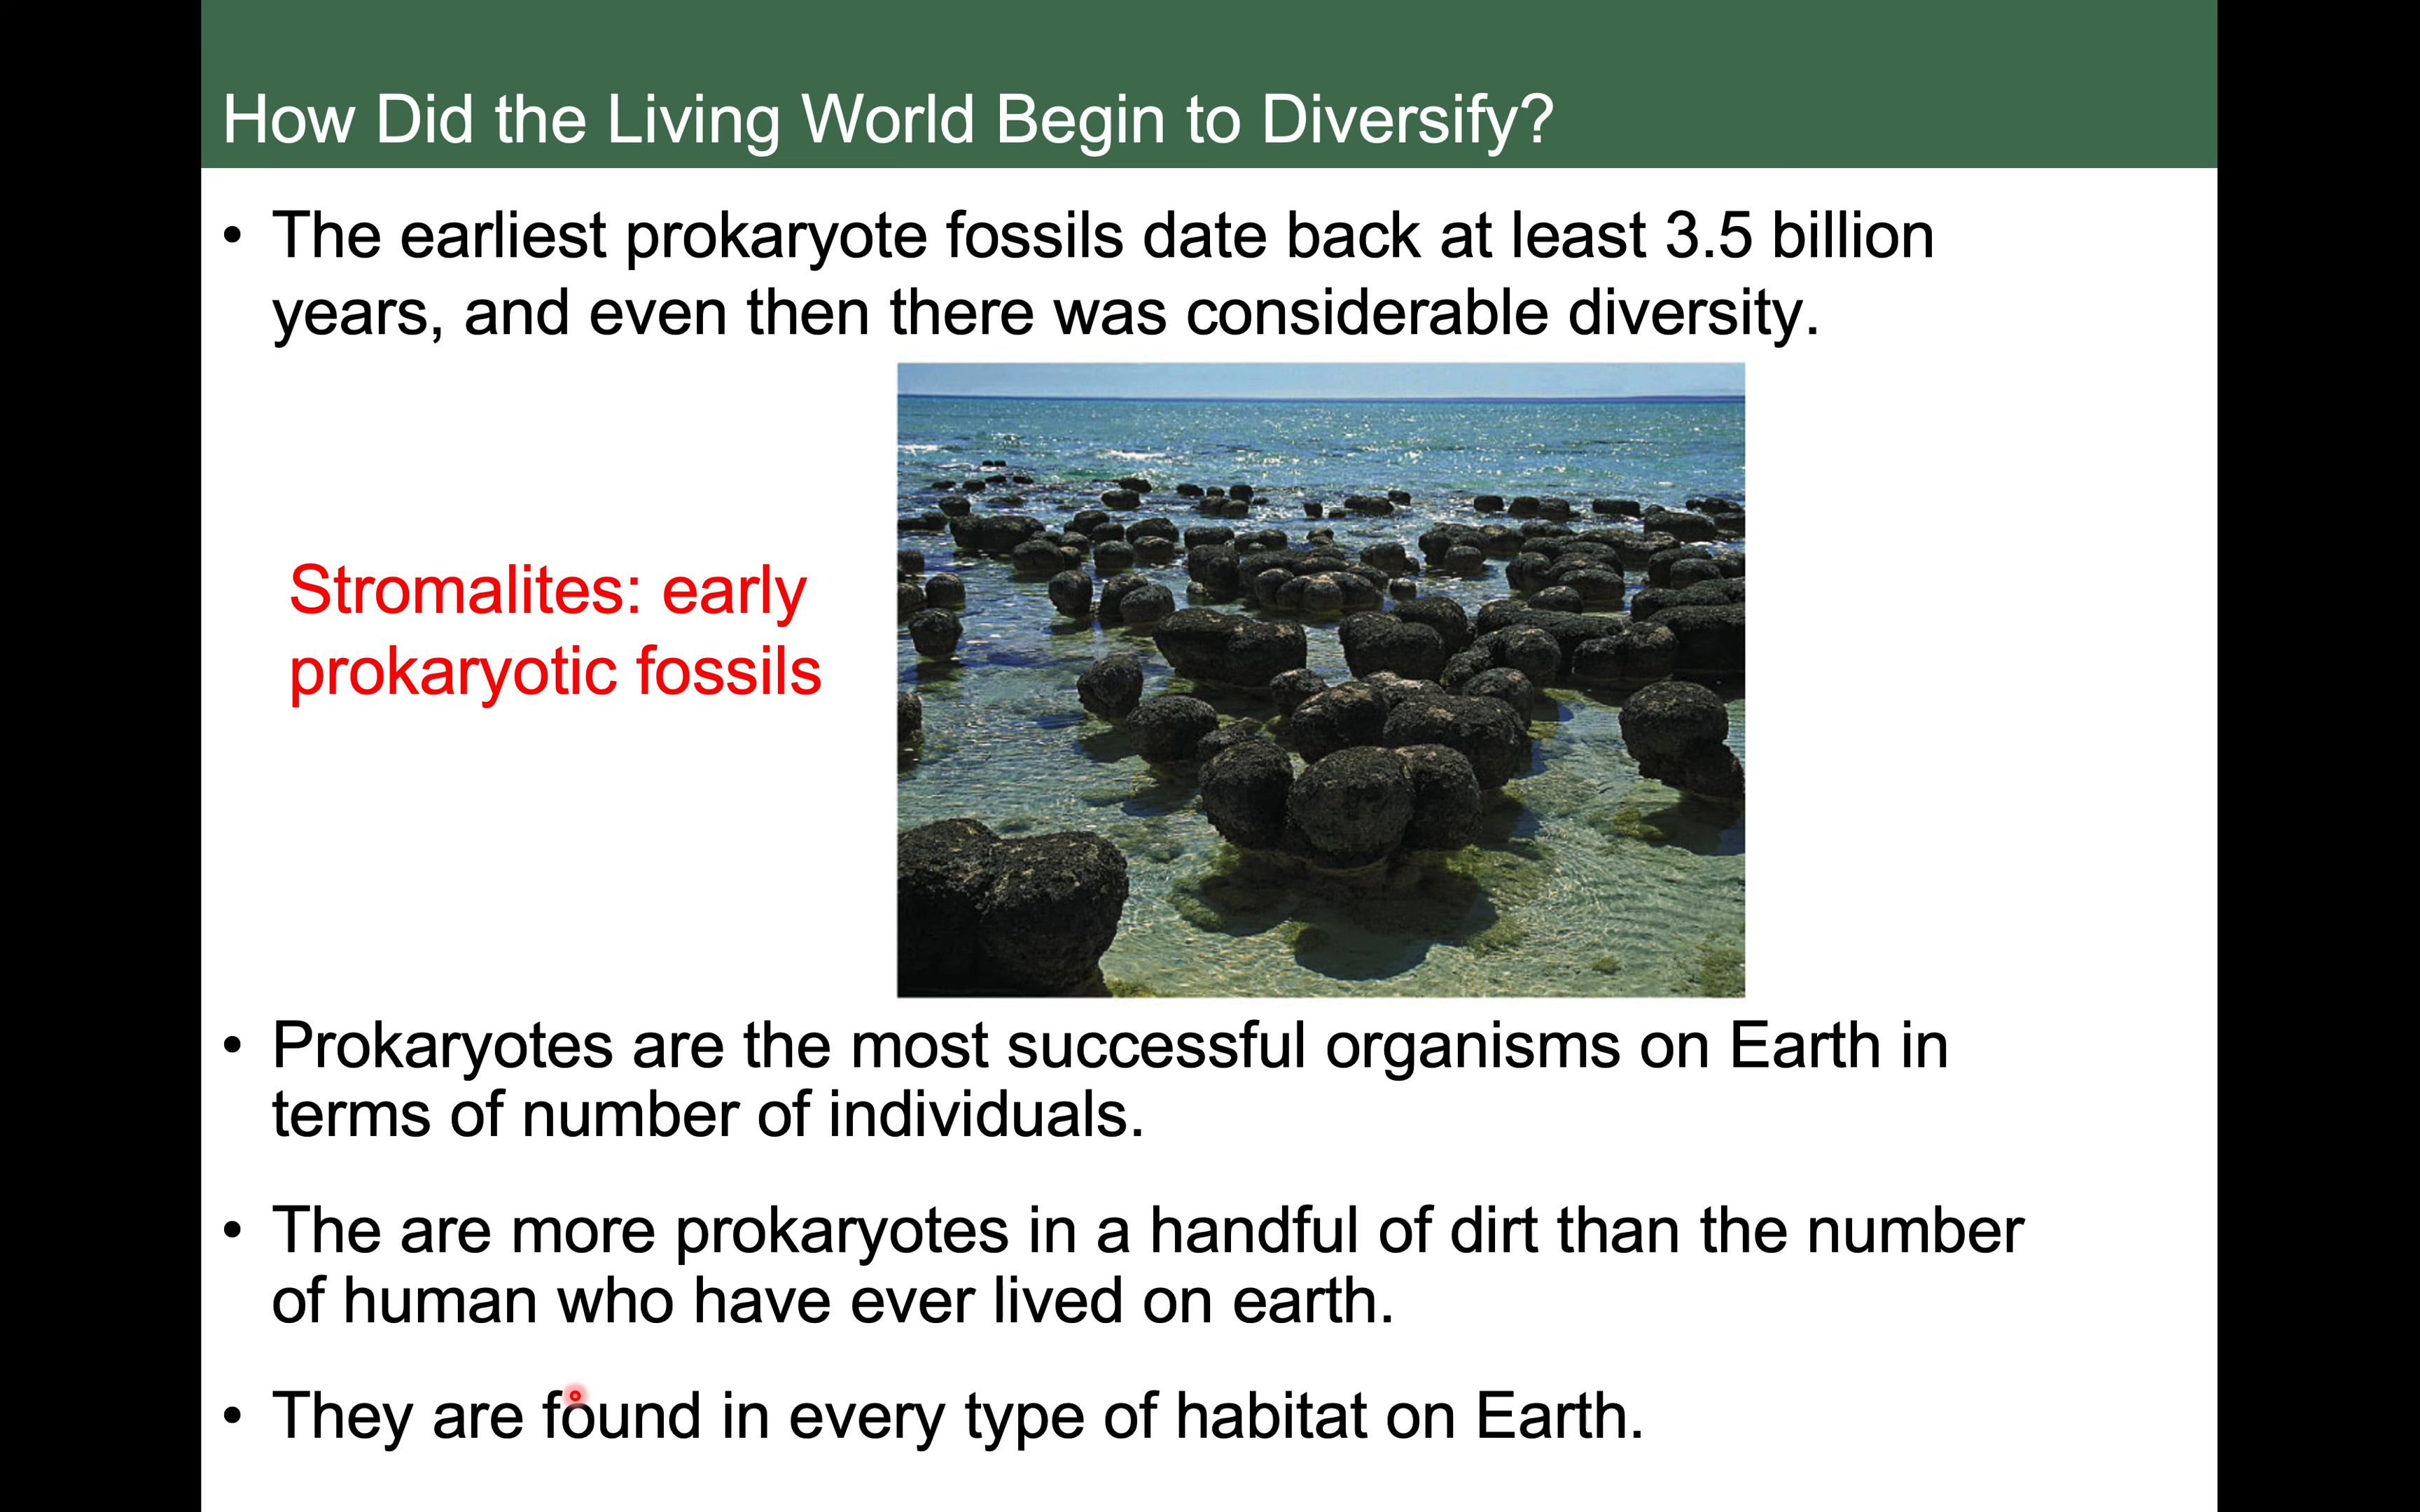 How Did the Living World Begin to Diversify?
• The earliest prokaryote fossils date back at least 3.5 billion
years, and even then there was considerable diversity.
Stromalites: early
prokaryotic fossils
• Prokaryotes are the most successful organisms on Earth in
terms of number of individuals.
• The are more prokaryotes in a handful of dirt than the number
of human who have ever lived on earth.
• They are found in every type of habitat on Earth.